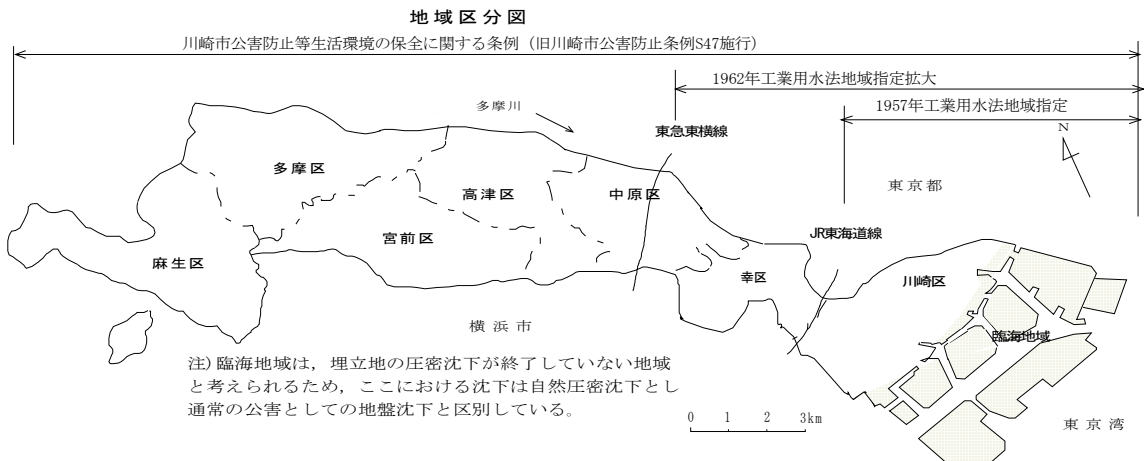 地域区分図
川崎市公害防止等生活環境の保全に関する条例（旧川崎市公害防止条例S47施行）
1962年工業用水法地域指定拡大
1957年工業用水法地域指定
多摩川
東急東横線
N
多摩区
高津区
中原区
東京都
宮前区
JR東海道線
麻生区
幸区
川崎区
横浜市
臨海地域
注）臨海地域は，埋立地の圧密沈下が終了していない地域
と考えられるため，ここにおける沈下は自然圧密沈下とし
通常の公害としての地盤沈下と区別している。
0 1 2 3km
東京湾